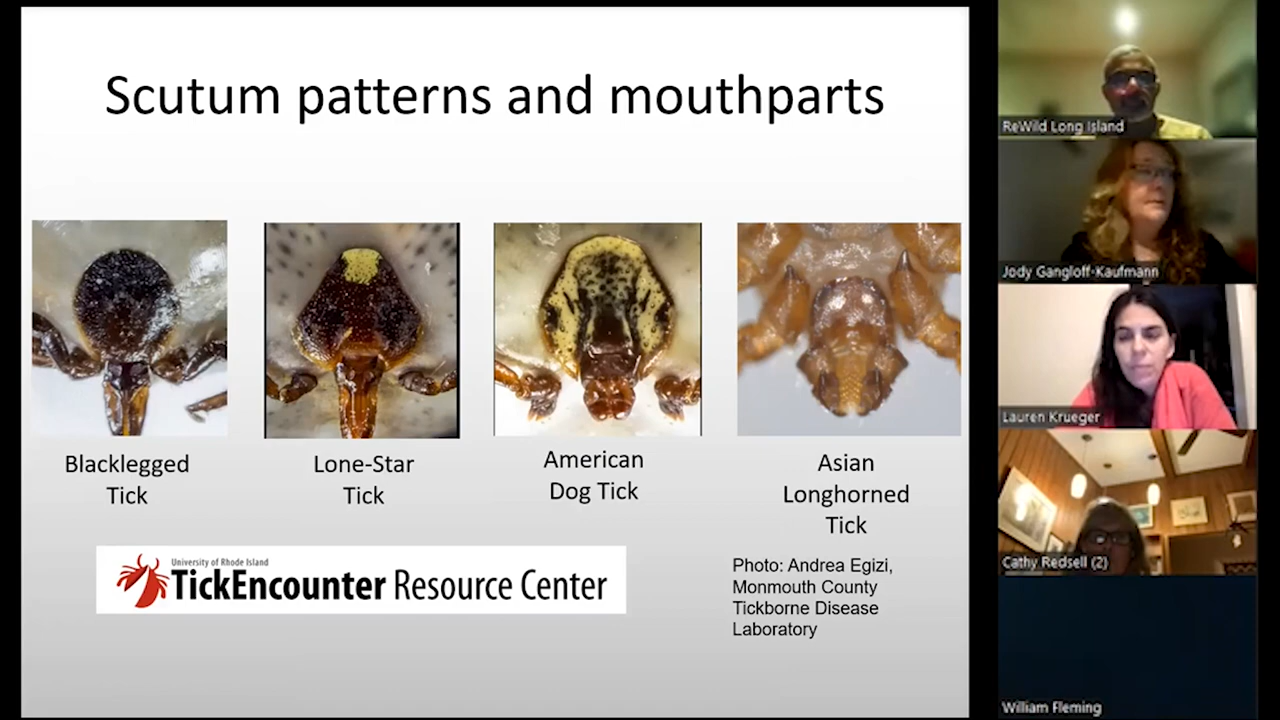 Scutum patterns and mouthparts
Blacklegged
Tick
Lone-Star
Tick
American
Dog Tick
Asian
Longhorned
Tick
University of Rhode Island
TickEncounter Resource Center
Photo: Andrea Egizi,
Monmouth County
Tickborne Disease
Laboratory
ReWild Long Island
Jody Gangloff-Kaufmann
Lauren Krueger
Cathy Redsell (2)
William Fleming